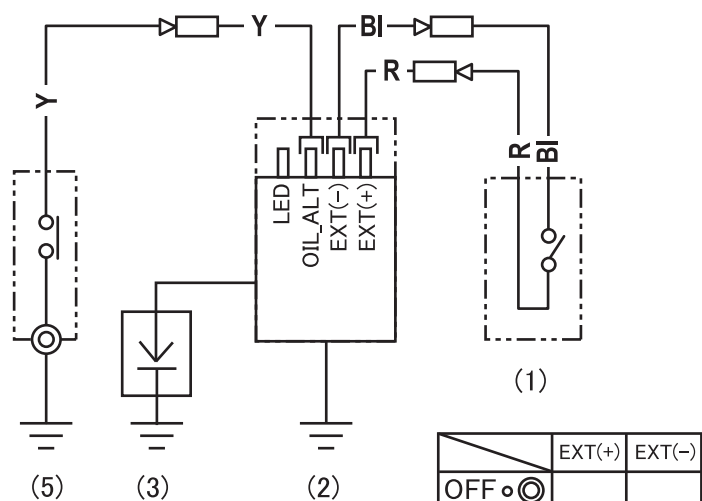 Y
BI
R
Y
R
BI
LED
OIL_ALT
EXT(-)
EXT(+)
(1)
(5)
(3)
(2)
EXT(+) EXT(-)
OFF